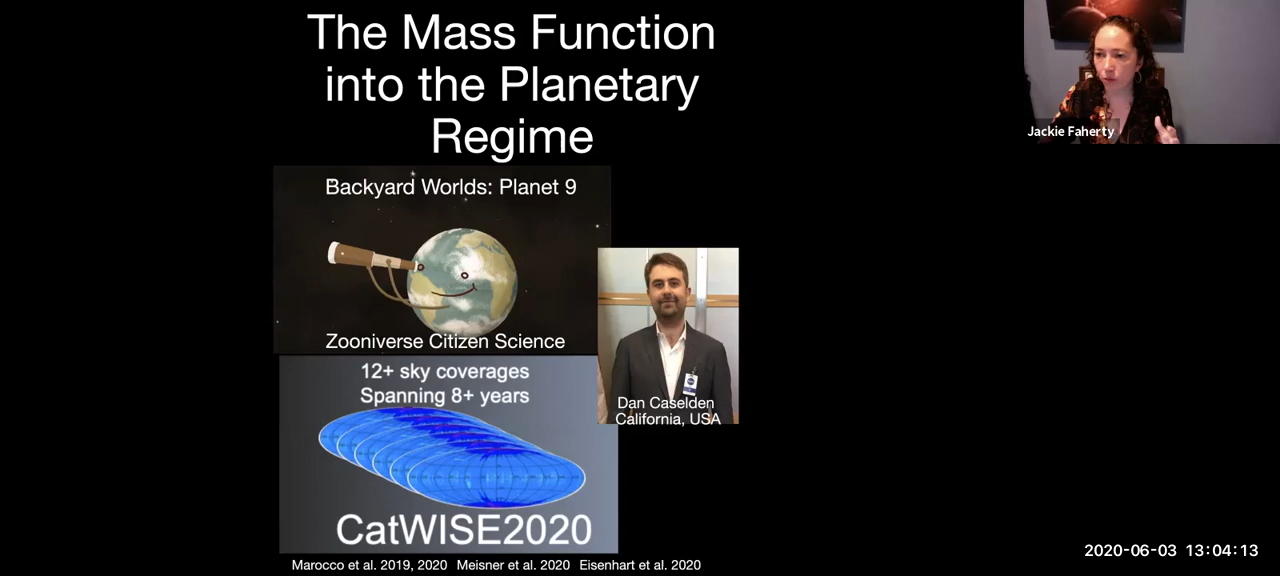 The Mass Function
into the Planetary
Regime
Jackie Faherty
Backyard Worlds: Planet 9
Zooniverse Citizen Science
Dan Caselden
California, USA
12+ sky coverages
Spanning 8+ years
CatWISE2020
Marocco et al. 2019, 2020 Meisner et al. 2020 Eisenhart et al. 2020
2020-06-03 13:04:13